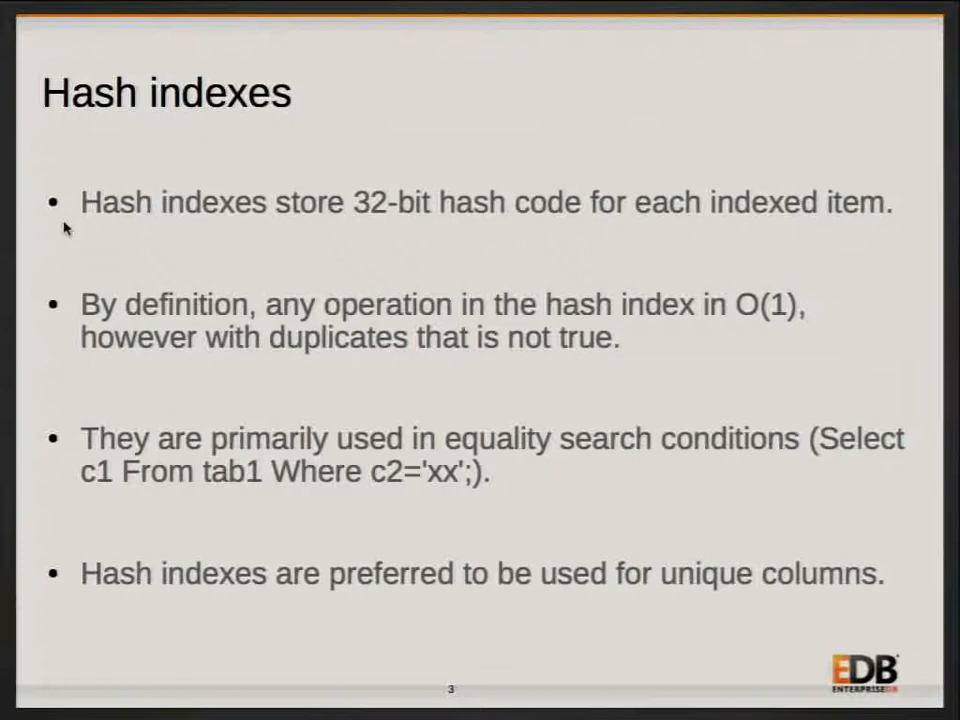 Hash indexes
• Hash indexes store 32-bit hash code for each indexed item.
• By definition, any operation in the hash index in O(1),
however with duplicates that is not true.
• They are primarily used in equality search conditions (Select
c1 From tab1 Where c2='xx';).
• Hash indexes are preferred to be used for unique columns.
EDB
ENTERPRISEDB
3